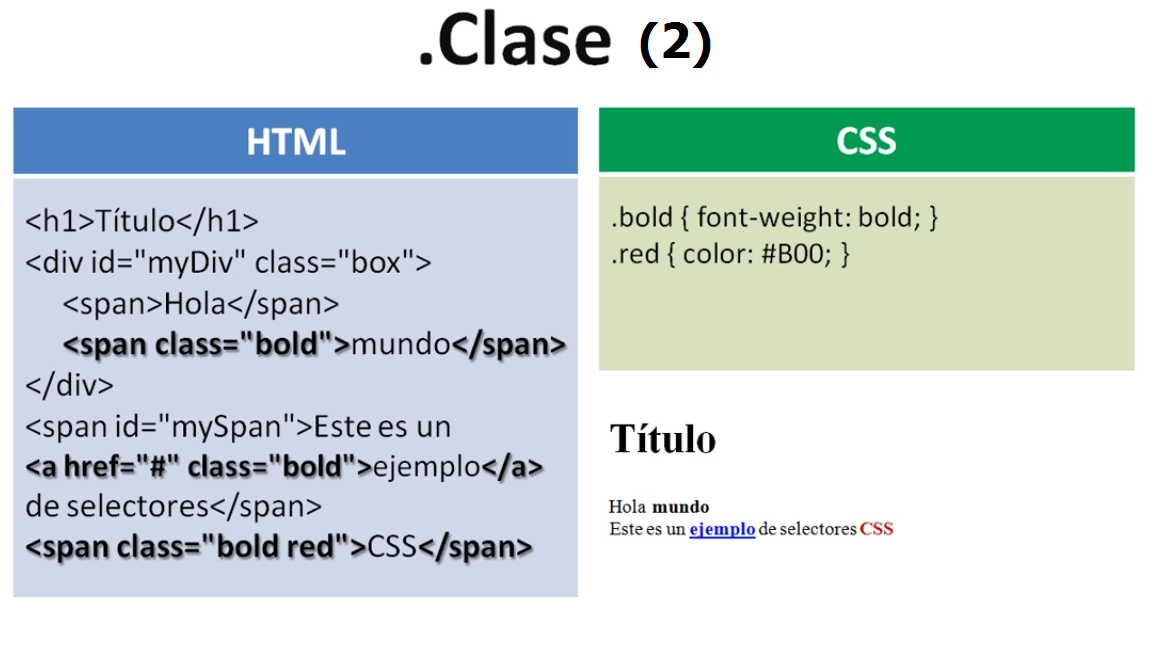 .Clase (2)
HTML
<h1>Título</h1>
<div id="myDiv" class="box">
<span>Hola</span>
<span class="bold">mundo</span>
</div>
<span id="mySpan">Este es un
<a href="#" class="bold">ejemplo</a>
de selectores</span>
<span class="bold red">CSS</span>
CSS
.bold { font-weight: bold; }
.red { color: #B00; }
Título
Hola mundo
Este es un ejemplo de selectores CSS